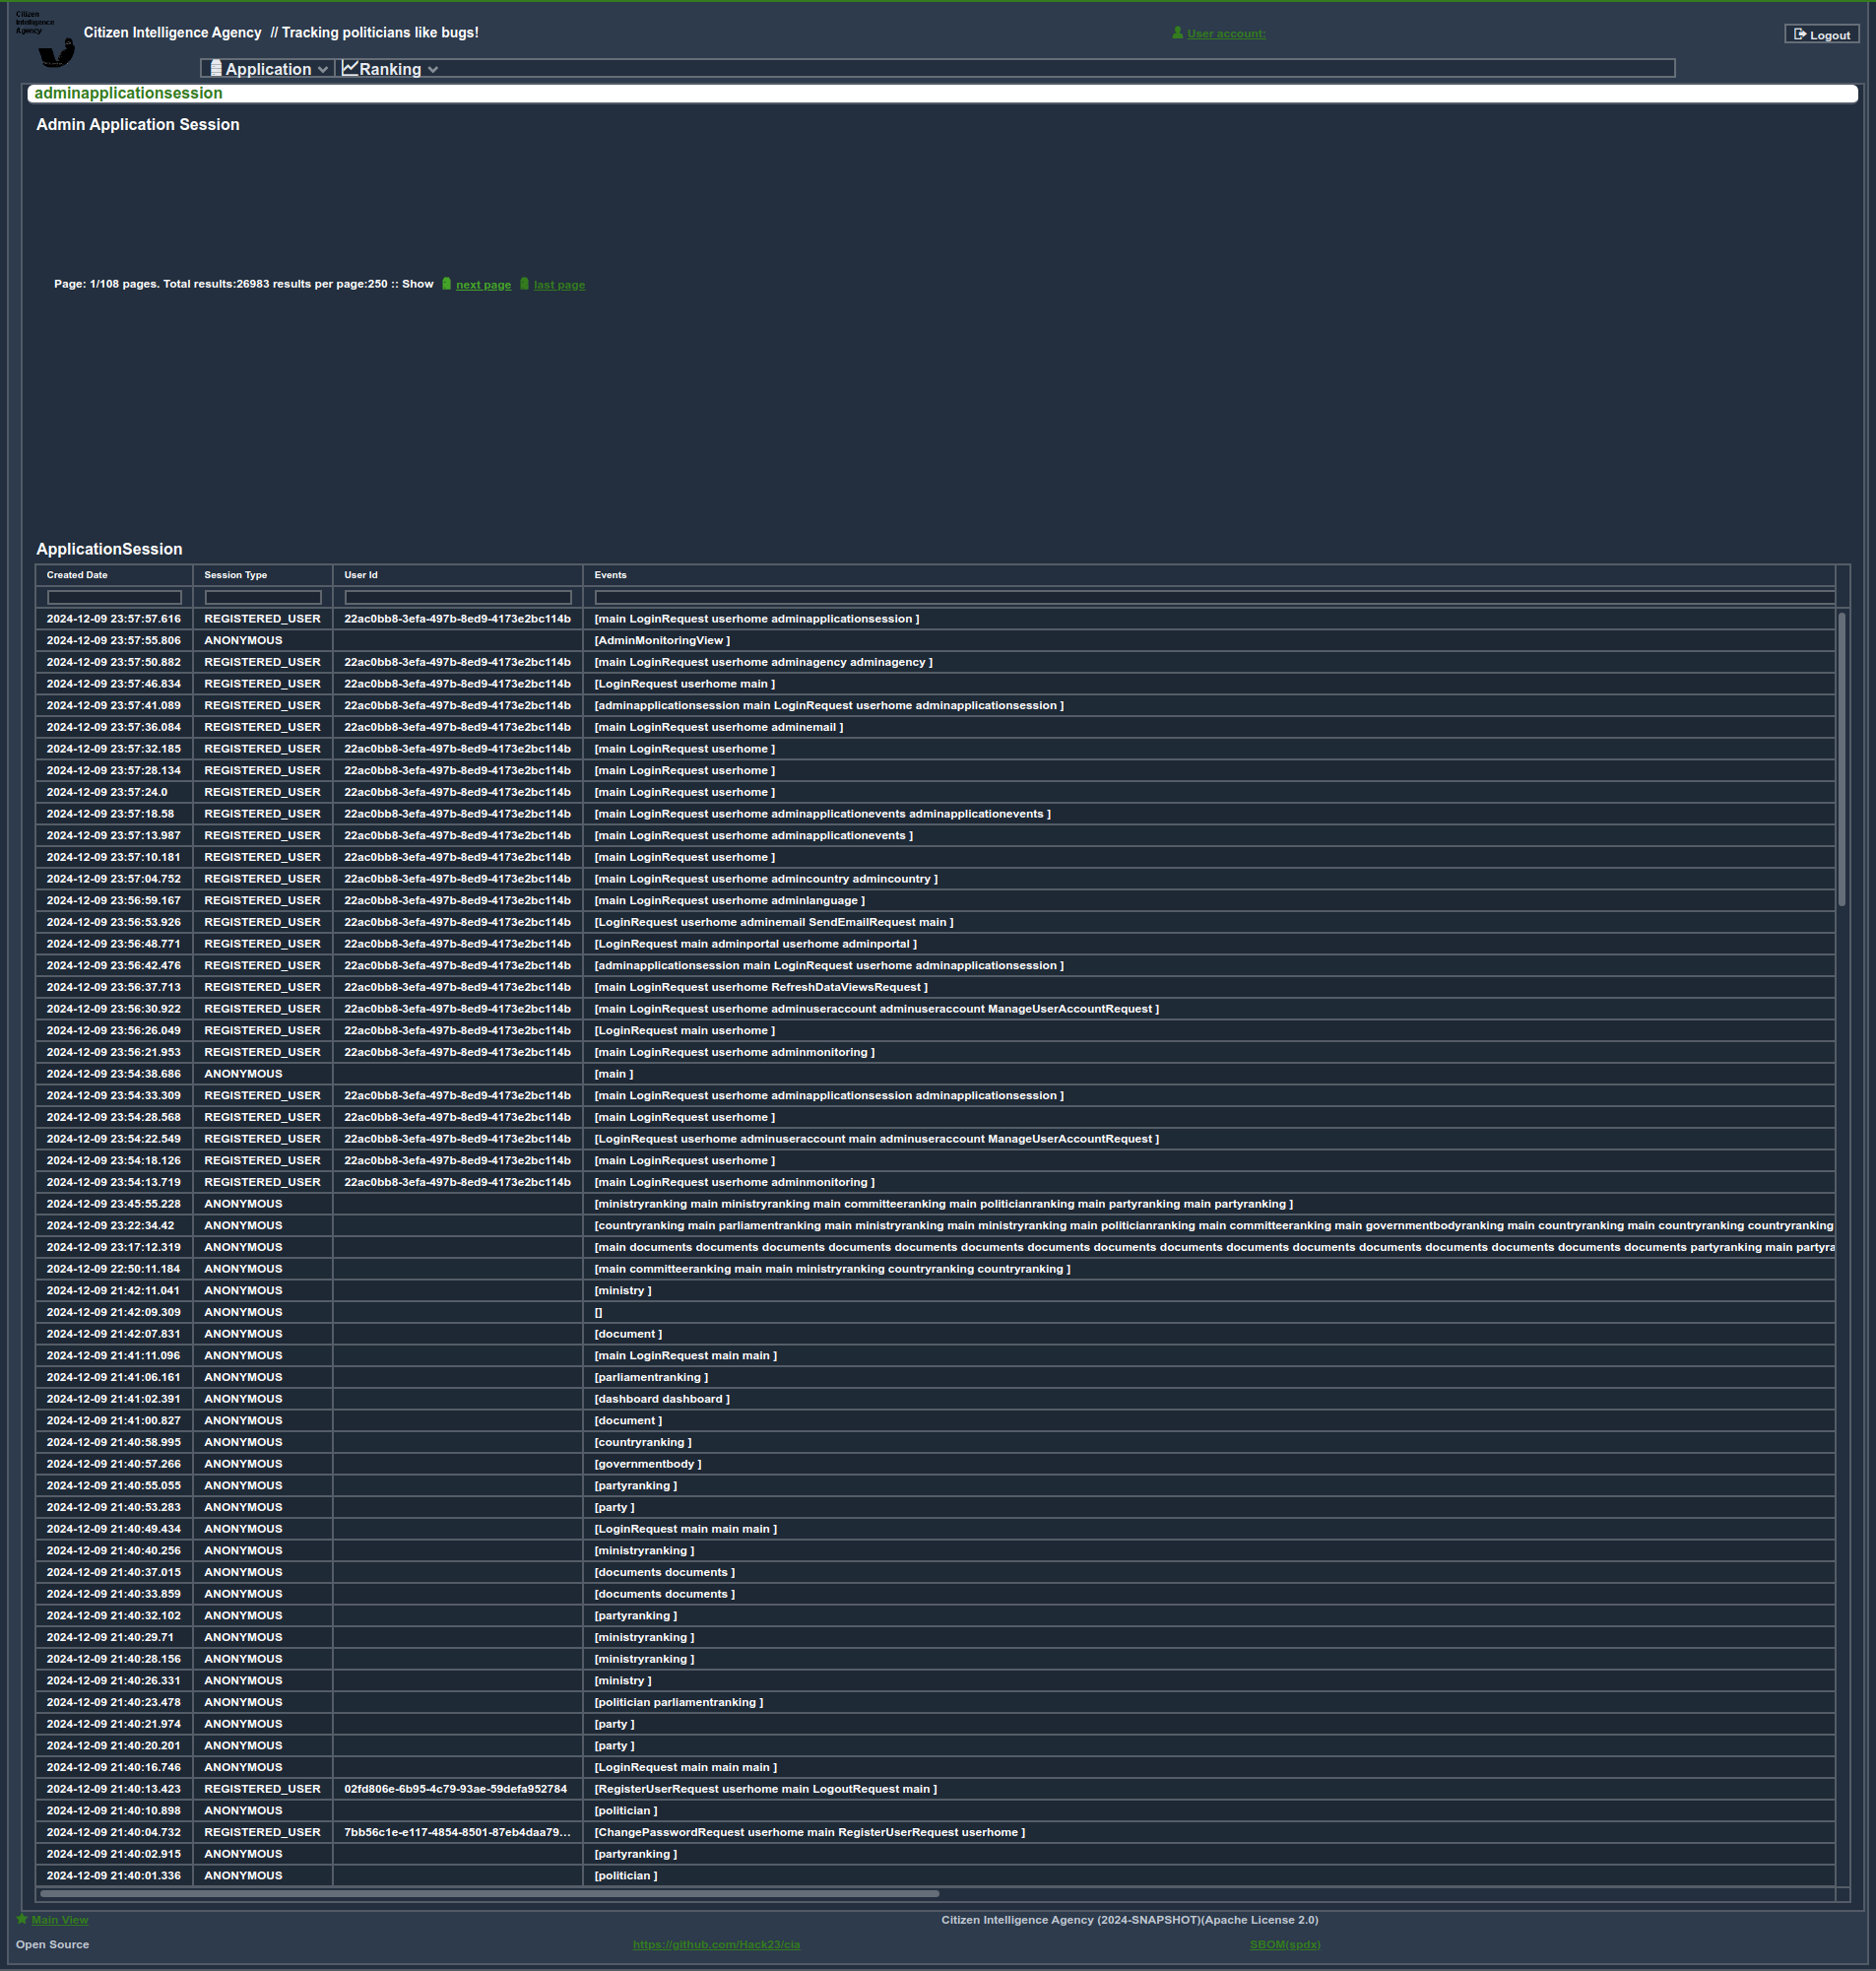 Citizen
Intelligence
Agency
Citizen Intelligence Agency // Tracking politicians like bugs!
User account:
Logout
Application
Ranking
adminapplicationsession
Admin Application Session
Page: 1/108 pages. Total results:26983 results per page:250 :: Show next page last page
ApplicationSession
Created Date Session Type User Id Events
2024-12-09 23:57:57.616 REGISTERED_USER 22ac0bb8-3efa-497b-8ed9-4173e2bc114b [main LoginRequest userhome adminapplicationsession ]
2024-12-09 23:57:55.806 ANONYMOUS [AdminMonitoringView ]
2024-12-09 23:57:50.882 REGISTERED_USER 22ac0bb8-3efa-497b-8ed9-4173e2bc114b [main LoginRequest userhome adminagency adminagency ]
2024-12-09 23:57:46.834 REGISTERED_USER 22ac0bb8-3efa-497b-8ed9-4173e2bc114b [LoginRequest userhome main ]
2024-12-09 23:57:41.089 REGISTERED_USER 22ac0bb8-3efa-497b-8ed9-4173e2bc114b [adminapplicationsession main LoginRequest userhome adminapplicationsession ]
2024-12-09 23:57:36.084 REGISTERED_USER 22ac0bb8-3efa-497b-8ed9-4173e2bc114b [main LoginRequest userhome adminemail ]
2024-12-09 23:57:32.185 REGISTERED_USER 22ac0bb8-3efa-497b-8ed9-4173e2bc114b [main LoginRequest userhome ]
2024-12-09 23:57:28.134 REGISTERED_USER 22ac0bb8-3efa-497b-8ed9-4173e2bc114b [main LoginRequest userhome ]
2024-12-09 23:57:24.0 REGISTERED_USER 22ac0bb8-3efa-497b-8ed9-4173e2bc114b [main LoginRequest userhome ]
2024-12-09 23:57:18.58 REGISTERED_USER 22ac0bb8-3efa-497b-8ed9-4173e2bc114b [main LoginRequest userhome adminapplicationevents adminapplicationevents ]
2024-12-09 23:57:13.987 REGISTERED_USER 22ac0bb8-3efa-497b-8ed9-4173e2bc114b [main LoginRequest userhome adminapplicationevents ]
2024-12-09 23:57:10.181 REGISTERED_USER 22ac0bb8-3efa-497b-8ed9-4173e2bc114b [main LoginRequest userhome ]
2024-12-09 23:57:04.752 REGISTERED_USER 22ac0bb8-3efa-497b-8ed9-4173e2bc114b [main LoginRequest userhome admincountry admincountry ]
2024-12-09 23:56:59.167 REGISTERED_USER 22ac0bb8-3efa-497b-8ed9-4173e2bc114b [main LoginRequest userhome adminlanguage ]
2024-12-09 23:56:53.926 REGISTERED_USER 22ac0bb8-3efa-497b-8ed9-4173e2bc114b [LoginRequest userhome adminemail SendEmailRequest main ]
2024-12-09 23:56:48.771 REGISTERED_USER 22ac0bb8-3efa-497b-8ed9-4173e2bc114b [LoginRequest main adminportal userhome adminportal ]
2024-12-09 23:56:42.476 REGISTERED_USER 22ac0bb8-3efa-497b-8ed9-4173e2bc114b [adminapplicationsession main LoginRequest userhome adminapplicationsession ]
2024-12-09 23:56:37.713 REGISTERED_USER 22ac0bb8-3efa-497b-8ed9-4173e2bc114b [main LoginRequest userhome RefreshDataViewsRequest ]
2024-12-09 23:56:30.922 REGISTERED_USER 22ac0bb8-3efa-497b-8ed9-4173e2bc114b [main LoginRequest userhome adminuseraccount adminuseraccount ManageUserAccountRequest ]
2024-12-09 23:56:26.049 REGISTERED_USER 22ac0bb8-3efa-497b-8ed9-4173e2bc114b [LoginRequest main userhome ]
2024-12-09 23:56:21.953 REGISTERED_USER 22ac0bb8-3efa-497b-8ed9-4173e2bc114b [main LoginRequest userhome adminmonitoring ]
2024-12-09 23:54:38.686 ANONYMOUS [main ]
2024-12-09 23:54:33.309 REGISTERED_USER 22ac0bb8-3efa-497b-8ed9-4173e2bc114b [main LoginRequest userhome adminapplicationsession adminapplicationsession ]
2024-12-09 23:54:28.568 REGISTERED_USER 22ac0bb8-3efa-497b-8ed9-4173e2bc114b [main LoginRequest userhome ]
2024-12-09 23:54:22.549 REGISTERED_USER 22ac0bb8-3efa-497b-8ed9-4173e2bc114b [LoginRequest userhome adminuseraccount main adminuseraccount ManageUserAccountRequest ]
2024-12-09 23:54:18.126 REGISTERED_USER 22ac0bb8-3efa-497b-8ed9-4173e2bc114b [main LoginRequest userhome ]
2024-12-09 23:54:13.719 REGISTERED_USER 22ac0bb8-3efa-497b-8ed9-4173e2bc114b [main LoginRequest userhome adminmonitoring ]
2024-12-09 23:45:55.228 ANONYMOUS [ministryranking main ministryranking main committeeranking main politicianranking main partyranking main partyranking ]
2024-12-09 23:22:34.42 ANONYMOUS [countryranking main parliamentranking main ministryranking main ministryranking main politicianranking main committeeranking main governmentbodyranking main countryranking main countryranking countryranking
2024-12-09 23:17:12.319 ANONYMOUS [main documents documents documents documents documents documents documents documents documents documents documents documents documents documents documents documents partyranking main partyra
2024-12-09 22:50:11.184 ANONYMOUS [main committeeranking main main ministryranking countryranking countryranking ]
2024-12-09 21:42:11.041 ANONYMOUS [ministry ]
2024-12-09 21:42:09.309 ANONYMOUS []
2024-12-09 21:42:07.831 ANONYMOUS [document ]
2024-12-09 21:41:11.096 ANONYMOUS [main LoginRequest main main ]
2024-12-09 21:41:06.161 ANONYMOUS [parliamentranking ]
2024-12-09 21:41:02.391 ANONYMOUS [dashboard dashboard ]
2024-12-09 21:41:00.827 ANONYMOUS [document ]
2024-12-09 21:40:58.995 ANONYMOUS [countryranking ]
2024-12-09 21:40:57.266 ANONYMOUS [governmentbody ]
2024-12-09 21:40:55.055 ANONYMOUS [partyranking ]
2024-12-09 21:40:53.283 ANONYMOUS [party ]
2024-12-09 21:40:49.434 ANONYMOUS [LoginRequest main main main ]
2024-12-09 21:40:40.256 ANONYMOUS [ministryranking ]
2024-12-09 21:40:37.015 ANONYMOUS [documents documents ]
2024-12-09 21:40:33.859 ANONYMOUS [documents documents ]
2024-12-09 21:40:32.102 ANONYMOUS [partyranking ]
2024-12-09 21:40:29.71 ANONYMOUS [ministryranking ]
2024-12-09 21:40:28.156 ANONYMOUS [ministryranking ]
2024-12-09 21:40:26.331 ANONYMOUS [ministry ]
2024-12-09 21:40:23.478 ANONYMOUS [politician parliamentranking ]
2024-12-09 21:40:21.974 ANONYMOUS [party ]
2024-12-09 21:40:20.201 ANONYMOUS [party ]
2024-12-09 21:40:16.746 ANONYMOUS [LoginRequest main main main ]
2024-12-09 21:40:13.423 REGISTERED_USER 02fd806e-6b95-4c79-93ae-59defa952784 [RegisterUserRequest userhome main LogoutRequest main ]
2024-12-09 21:40:10.898 ANONYMOUS [politician ]
2024-12-09 21:40:04.732 REGISTERED_USER 7bb56c1e-e117-4854-8501-87eb4daa79... [ChangePasswordRequest userhome main RegisterUserRequest userhome ]
2024-12-09 21:40:02.915 ANONYMOUS [partyranking ]
2024-12-09 21:40:01.336 ANONYMOUS [politician ]
Main View
Citizen Intelligence Agency (2024-SNAPSHOT)(Apache License 2.0)
Open Source
https://github.com/Hack23/cia
SBOM(spdx)